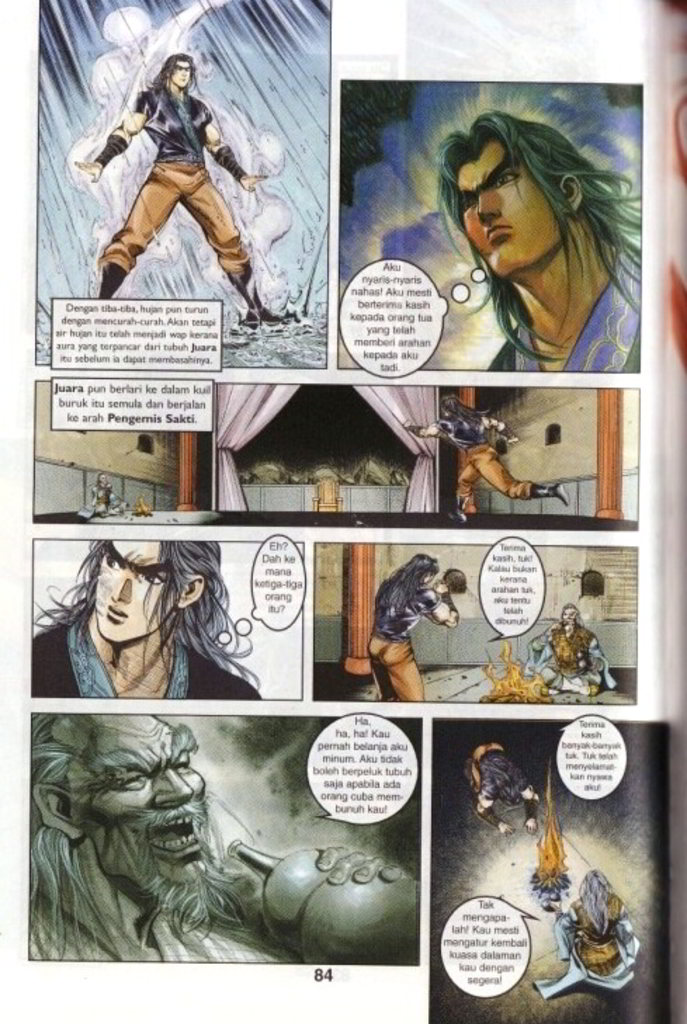 Dengan tiba-tiba, hujan pun turun
dengan mencurah-curah. Akan tetapi
air hujan itu telah menjadi wap kerana
aura yang terpancar dari tubuh Juara
itu sebelum ia dapat membasahinya.
Aku
nyaris-nyaris
nahas! Aku mesti
berterima kasih
kepada orang tua
yang telah
memberi arahan
kepada aku
tadi.
Juara pun berlari ke dalam kuil
buruk itu semula dan berjalan
ke arah Pengemis Sakti.
Eh?
Dah ke
mana
ketiga-tiga
orang
itu?
Terima
kasih, tuk!
Kalau bukan
kerana
arahan tuk,
aku tentu
telah
dibunuh!
Ha,
ha, ha! Kau
pernah belanja aku
minum. Aku tidak
boleh berpeluk tubuh
saja apabila ada
orang cuba mem-
bunuh kau!
Terima
kasih
banyak-banyak
tuk. Tuk telah
menyelamat-
kan nyawa
aku!
Tak
mengapa-
lah! Kau mesti
mengatur kembali
kuasa dalaman
kau dengan
segera!
84